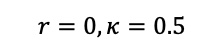 𝑟 = 0, 𝜅 = 0.5